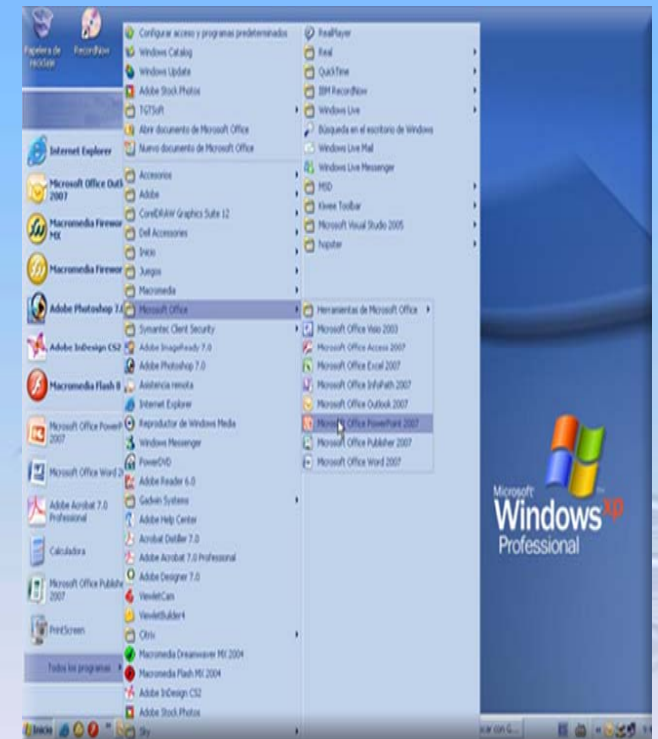 Papelera de
reciclaje
RecordNow
Internet Explorer
Microsoft Office Outl
2007
Macromedia Firewor
MX
Macromedia Firewor
Adobe Photoshop 7.0
Adobe InDesign CS2
Macromedia Flash 8
Microsoft Office PowerP
2007
Microsoft Office Word 20
Adobe Acrobat 7.0
Professional
Calculadora
Microsoft Office Publishe
2007
PrintScreen
Todos los programas
Inicio
Configurar acceso y programas predeterminados
Windows Catalog
Windows Update
Adobe Stock Photos
TGTSoft
Abrir documento de Microsoft Office
Nuevo documento de Microsoft Office
Accesorios
Adobe
CorelDRAW Graphics Suite 12
Dell Accessories
Inicio
Juegos
Macromedia
Microsoft Office
Symantec Client Security
Adobe ImageReady 7.0
Adobe Photoshop 7.0
Asistencia remota
Internet Explorer
Reproductor de Windows Media
Windows Messenger
PowerDVD
Adobe Reader 6.0
Gadwin Systems
Adobe Help Center
Acrobat Distiller 7.0
Adobe Acrobat 7.0 Professional
Adobe Designer 7.0
ViewletCam
ViewletBuilder4
Citrix
Macromedia Dreamweaver MX 2004
Macromedia Flash MX 2004
Adobe InDesign CS2
Adobe Stock Photos
Sky
RealPlayer
Real
QuickTime
IBM RecordNow
Windows Live
Búsqueda en el escritorio de Windows
Windows Live Mail
Windows Live Messenger
MSD
Kiwee Toolbar
Microsoft Visual Studio 2005
hopster
Herramientas de Microsoft Office
Microsoft Office Visio 2003
Microsoft Office Access 2007
Microsoft Office Excel 2007
Microsoft Office InfoPath 2007
Microsoft Office Outlook 2007
Microsoft Office PowerPoint 2007
Microsoft Office Publisher 2007
Microsoft Office Word 2007
Microsoft
Windows xp
Professional